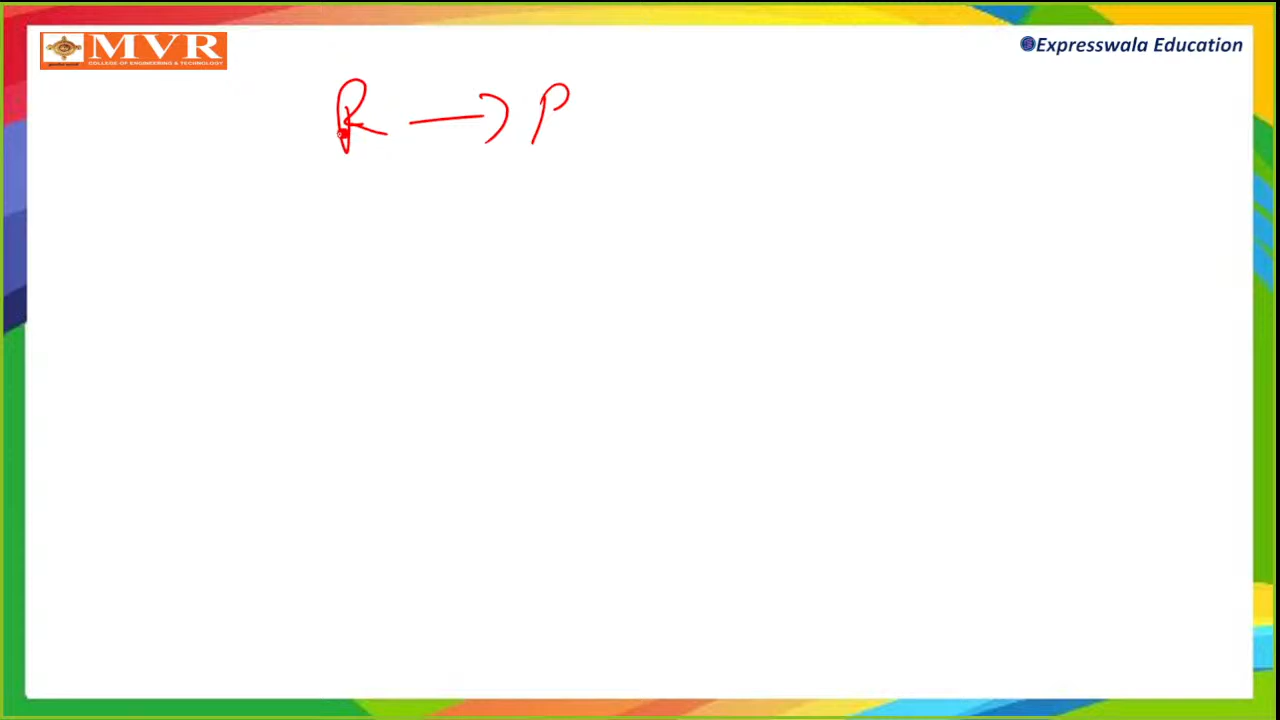 MVR
COLLEGE OF ENGINEERING & TECHNOLOGY
Expresswala Education
R → P